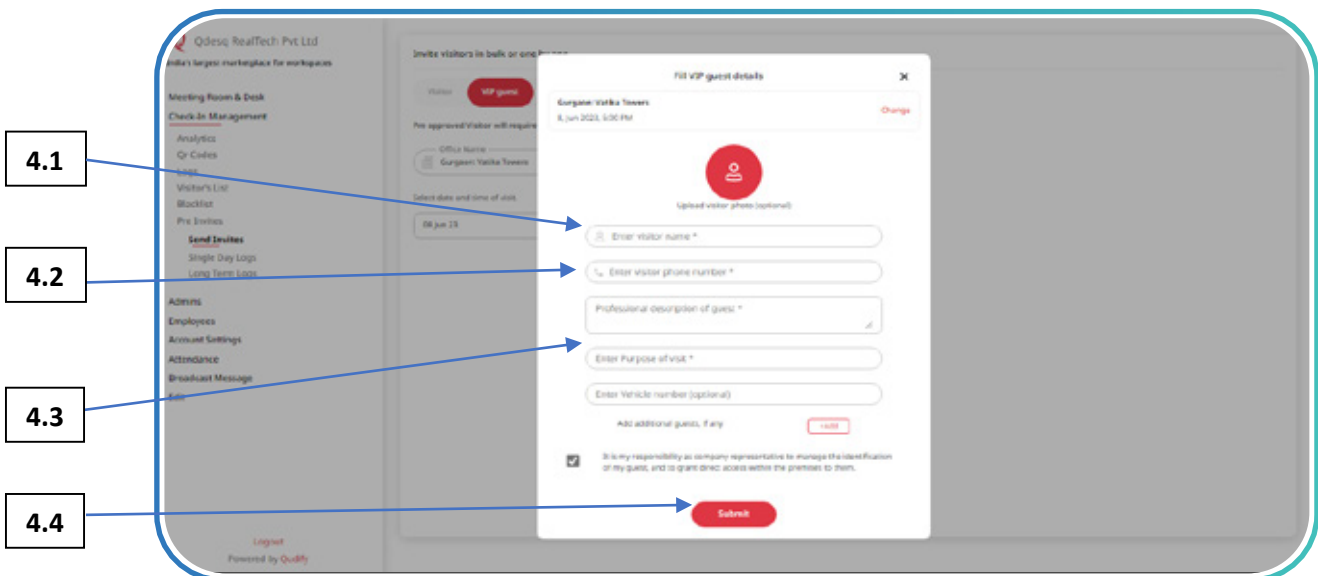 4.1
4.2
4.3
4.4
Qdesq RealTech Pvt Ltd
India's largest marketplace for workspaces
Meeting Room & Desk
Check-In Management
Analytics
Qr Codes
Logs
Visitor's List
Blacklist
Pre Invites
Send Invites
Single Day Logs
Long Term Logs
Admins
Employees
Account Settings
Attendance
Broadcast Message
Edit
Logout
Powered by Qudify
Invite visitors in bulk or one by one
Visitor
VIP guest
Pre approved Visitor will require
Office Name
Gurgaon: Vatika Towers
Select date and time of visit
08 Jun 23
Fill VIP guest details
Gurgaon: Vatika Towers
8, Jun 2023, 6:00 PM
Change
Upload visitor photo (optional)
Enter visitor name *
Enter visitor phone number *
Professional description of guest *
Enter Purpose of visit *
Enter Vehicle number (optional)
Add additional guests, if any
+Add
It is my responsibility as company representative to manage the identification
of my guest, and to grant direct access within the premises to them.
Submit